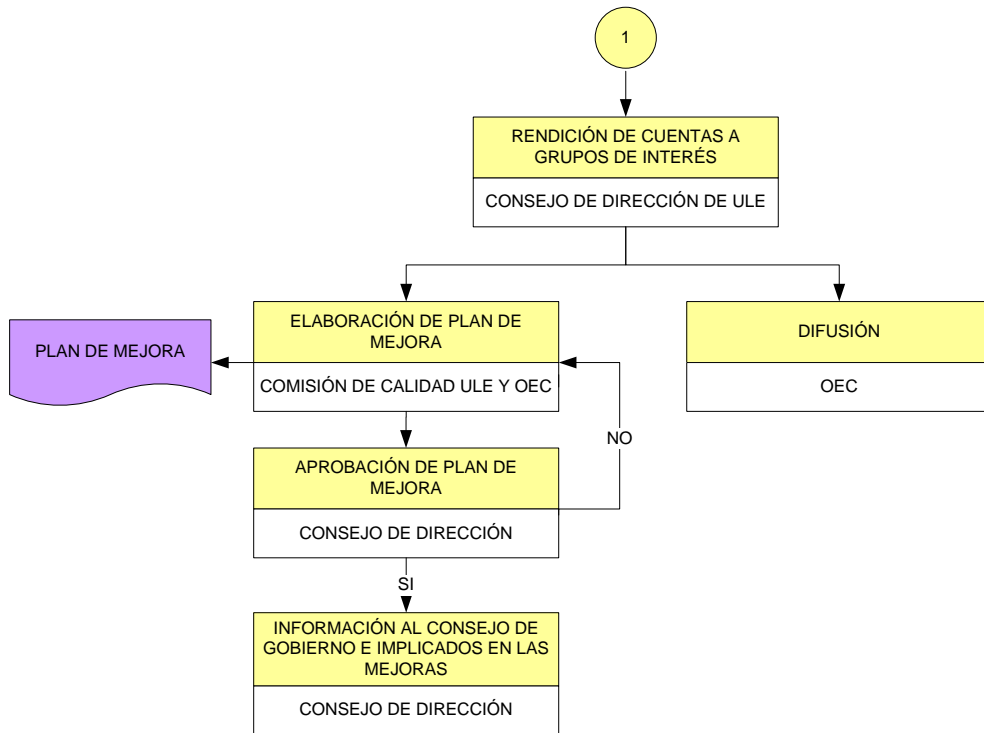 1
RENDICIÓN DE CUENTAS A
GRUPOS DE INTERÉS
CONSEJO DE DIRECCIÓN DE ULE
ELABORACIÓN DE PLAN DE
MEJORA
COMISIÓN DE CALIDAD ULE Y OEC
PLAN DE MEJORA
DIFUSIÓN
OEC
NO
APROBACIÓN DE PLAN DE
MEJORA
CONSEJO DE DIRECCIÓN
SI
INFORMACIÓN AL CONSEJO DE
GOBIERNO E IMPLICADOS EN LAS
MEJORAS
CONSEJO DE DIRECCIÓN